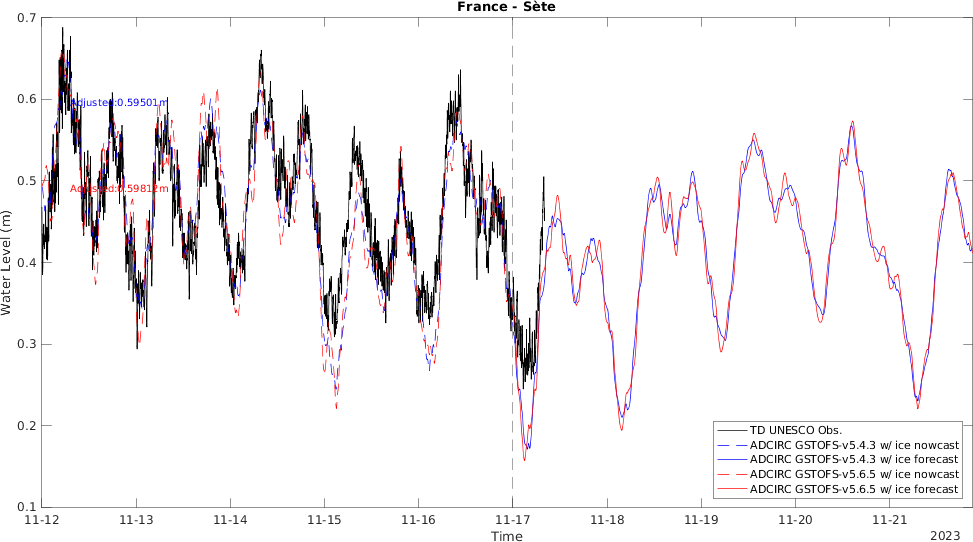 France - Sète
0.7
0.6
0.5
0.4
0.3
0.2
0.1
Water Level (m)
Adjusted:0.59501m
Adjusted:0.59812m
TD UNESCO Obs.
ADCIRC GSTOFS-v5.4.3 w/ ice nowcast
ADCIRC GSTOFS-v5.4.3 w/ ice forecast
ADCIRC GSTOFS-v5.6.5 w/ ice nowcast
ADCIRC GSTOFS-v5.6.5 w/ ice forecast
11-12 11-13 11-14 11-15 11-16 11-17 11-18 11-19 11-20 11-21
Time
2023